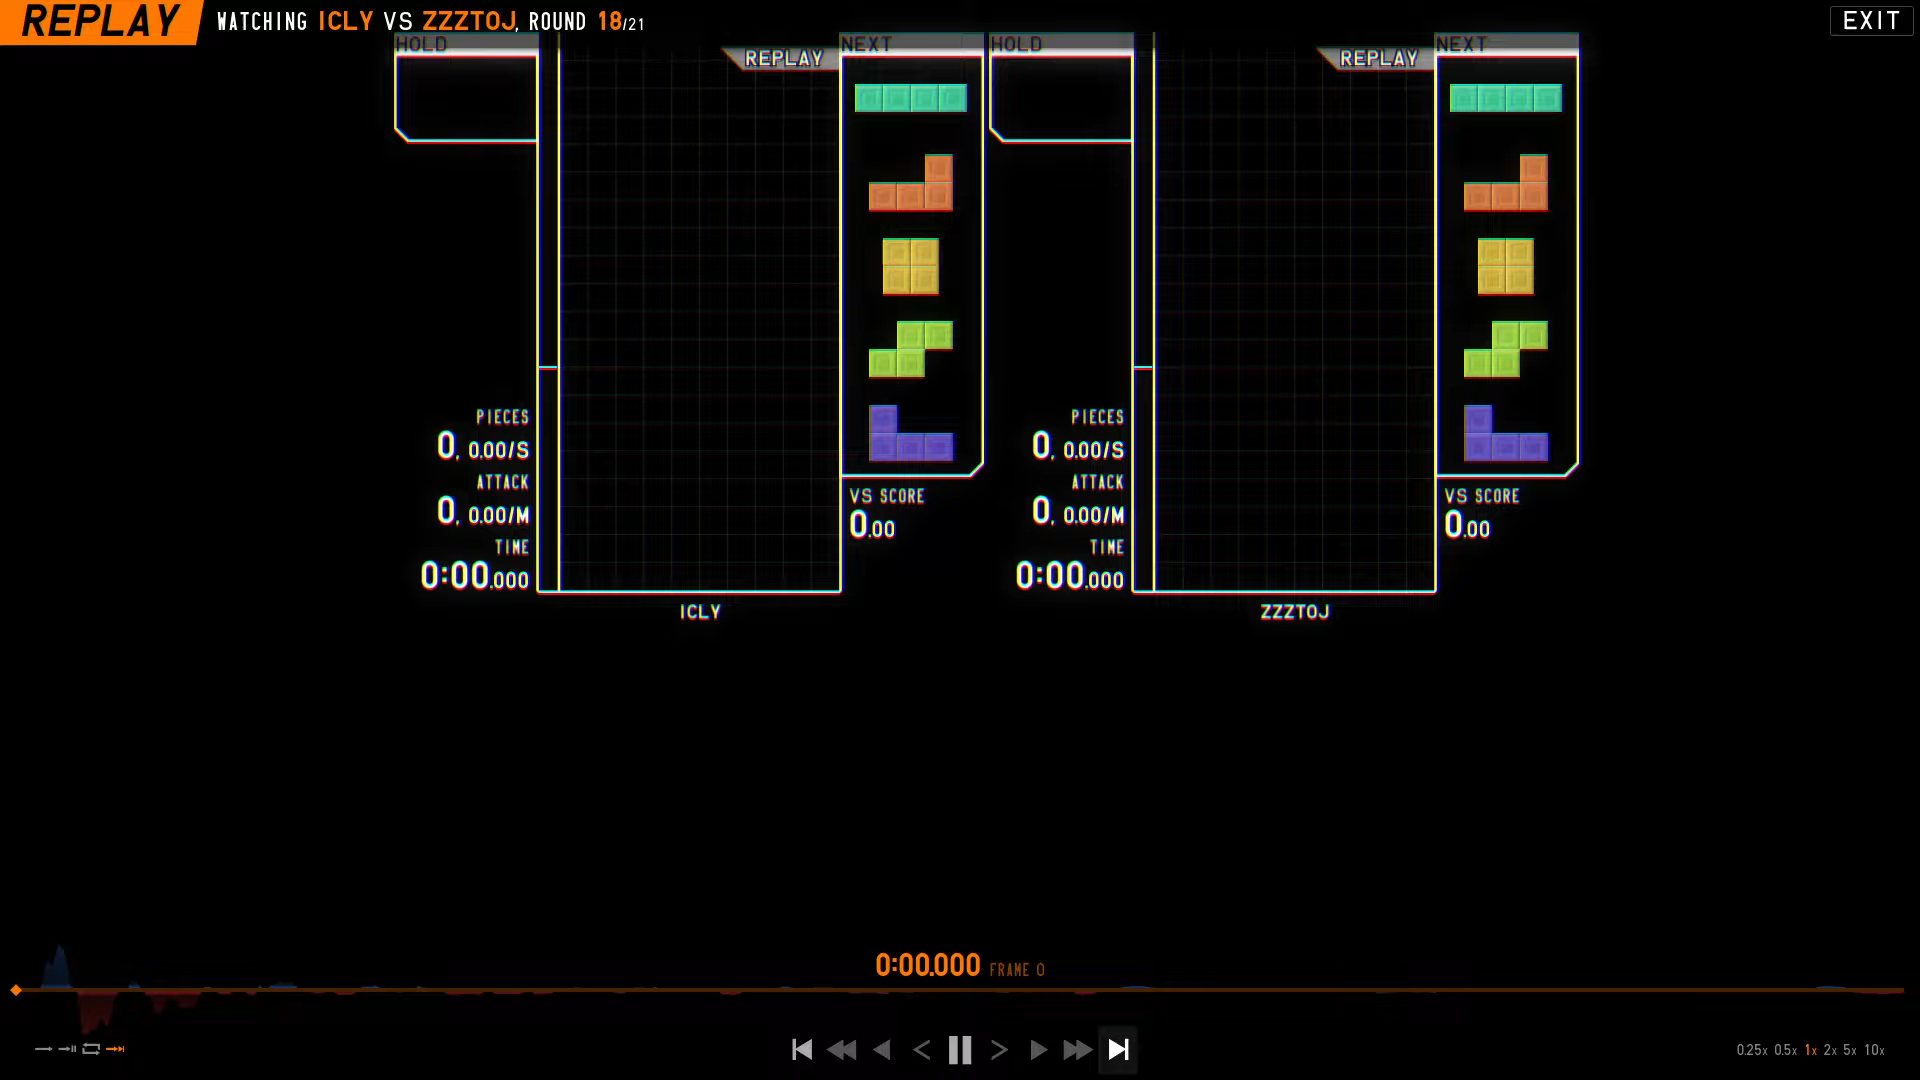 REPLAY
WATCHING ICLY VS ZZZTOJ, ROUND 18/21
EXIT
HOLD
REPLAY
NEXT
PIECES
0, 0.00/S
ATTACK
0, 0.00/M
TIME
0:00.000
VS SCORE
0.00
ICLY
HOLD
REPLAY
NEXT
PIECES
0, 0.00/S
ATTACK
0, 0.00/M
TIME
0:00.000
VS SCORE
0.00
ZZZTOJ
0:00.000 FRAME 0
0.25x 0.5x 1x 2x 5x 10x